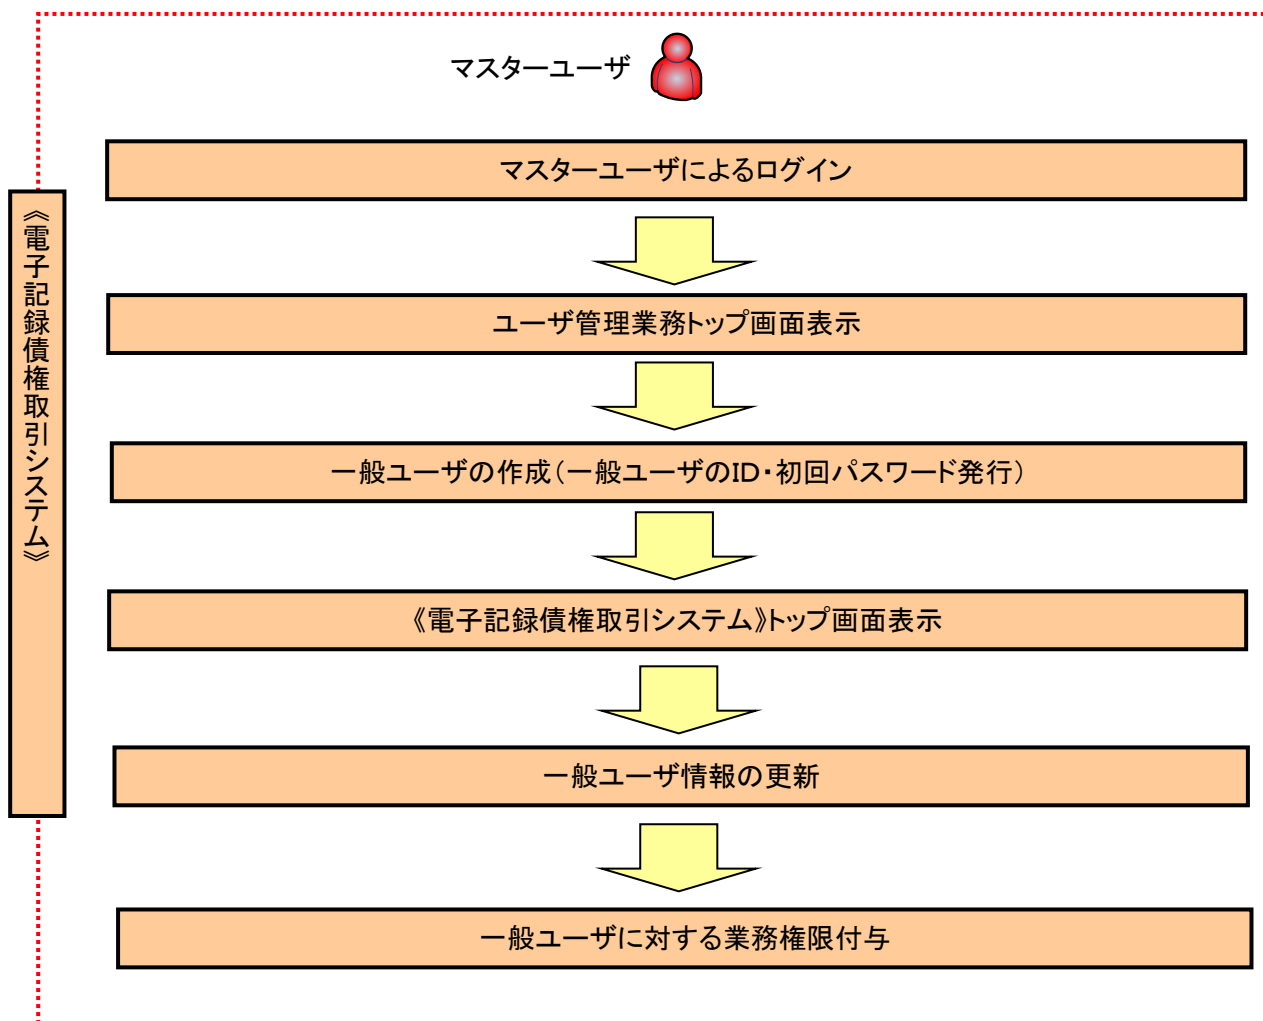 マスターユーザ
マスターユーザによるログイン
《電子記録債権取引システム》
ユーザ管理業務トップ画面表示
一般ユーザの作成(一般ユーザのID・初回パスワード発行)
《電子記録債権取引システム》トップ画面表示
一般ユーザ情報の更新
一般ユーザに対する業務権限付与